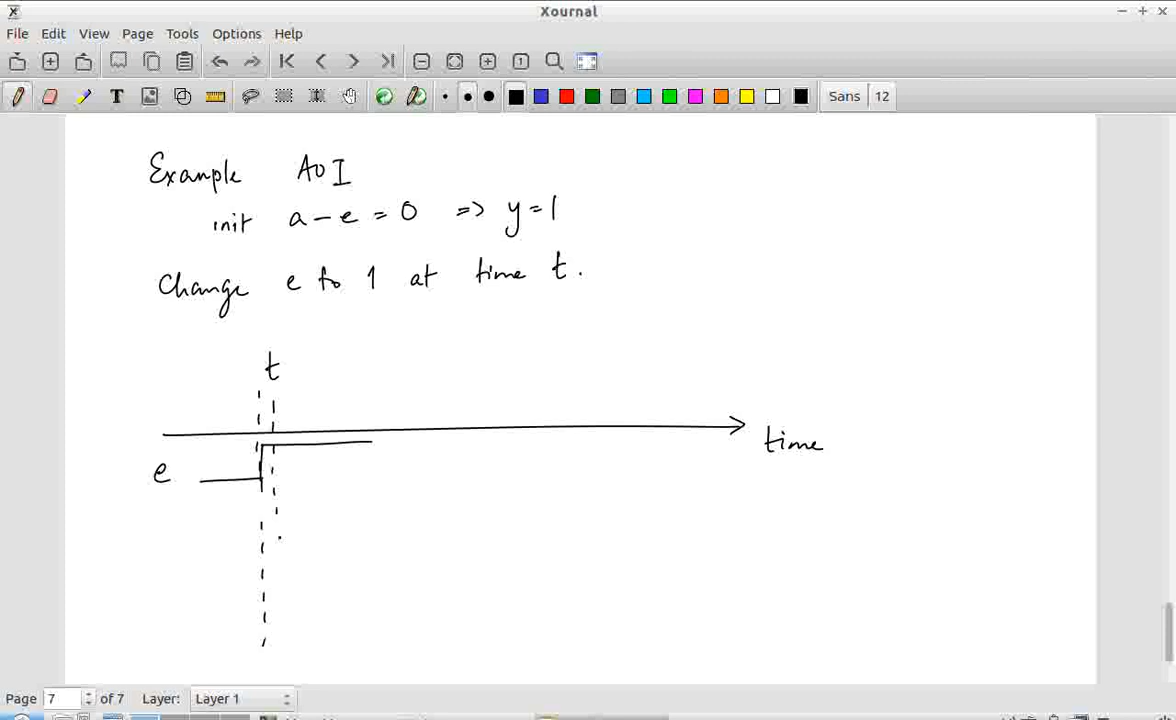 Xournal
File Edit View Page Tools Options Help
Sans 12
Example AOI
init a - e = 0 => y = 1
Change e to 1 at time t.
t
time
e
Page 7 of 7 Layer: Layer 1